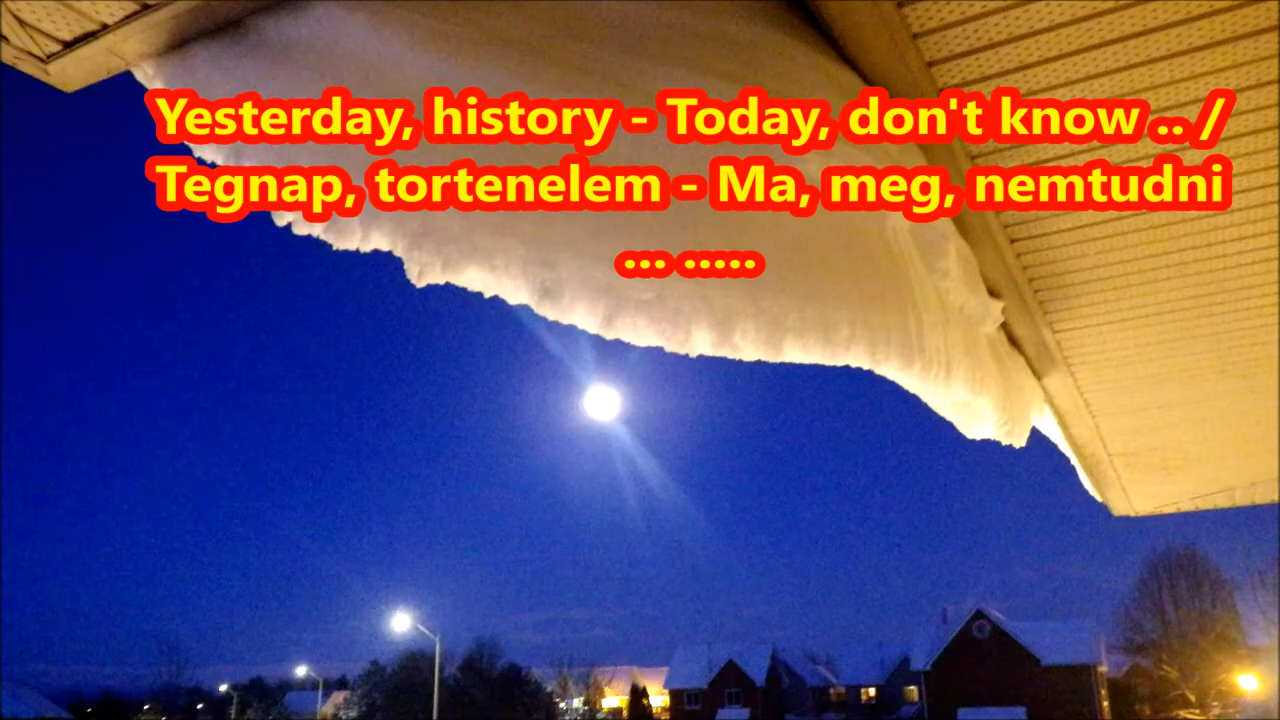 Yesterday, history - Today, don't know .. /
Tegnap, tortenelem - Ma, meg, nemtudni
... .....